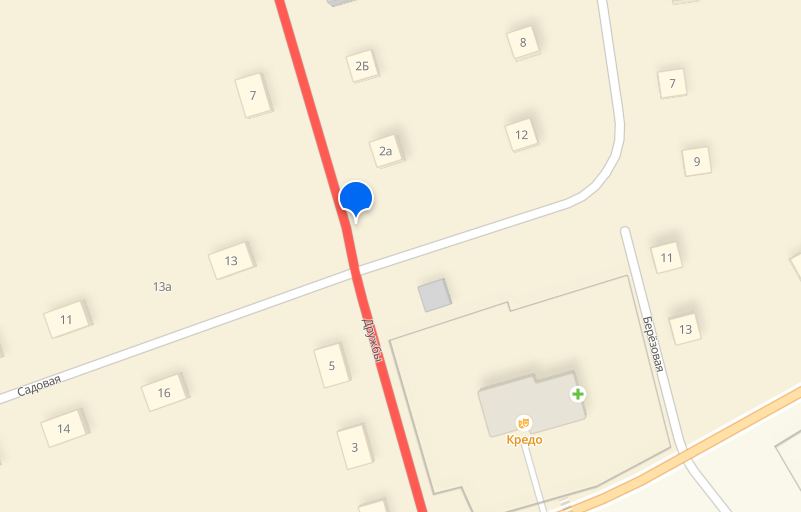 8
2Б
7
7
12
2а
9
13
11
13а
11
Дружбы
13
Берёзовая
5
Садовая
16
14
Кредо
3